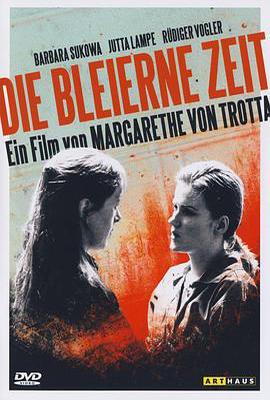 BARBARA SUKOWA JUTTA LAMPE RÜDIGER VOGLER
DIE BLEIERNE ZEIT
Ein Film von MARGARETHE VON TROTTA
DVD
VIDEO
ARTHAUS